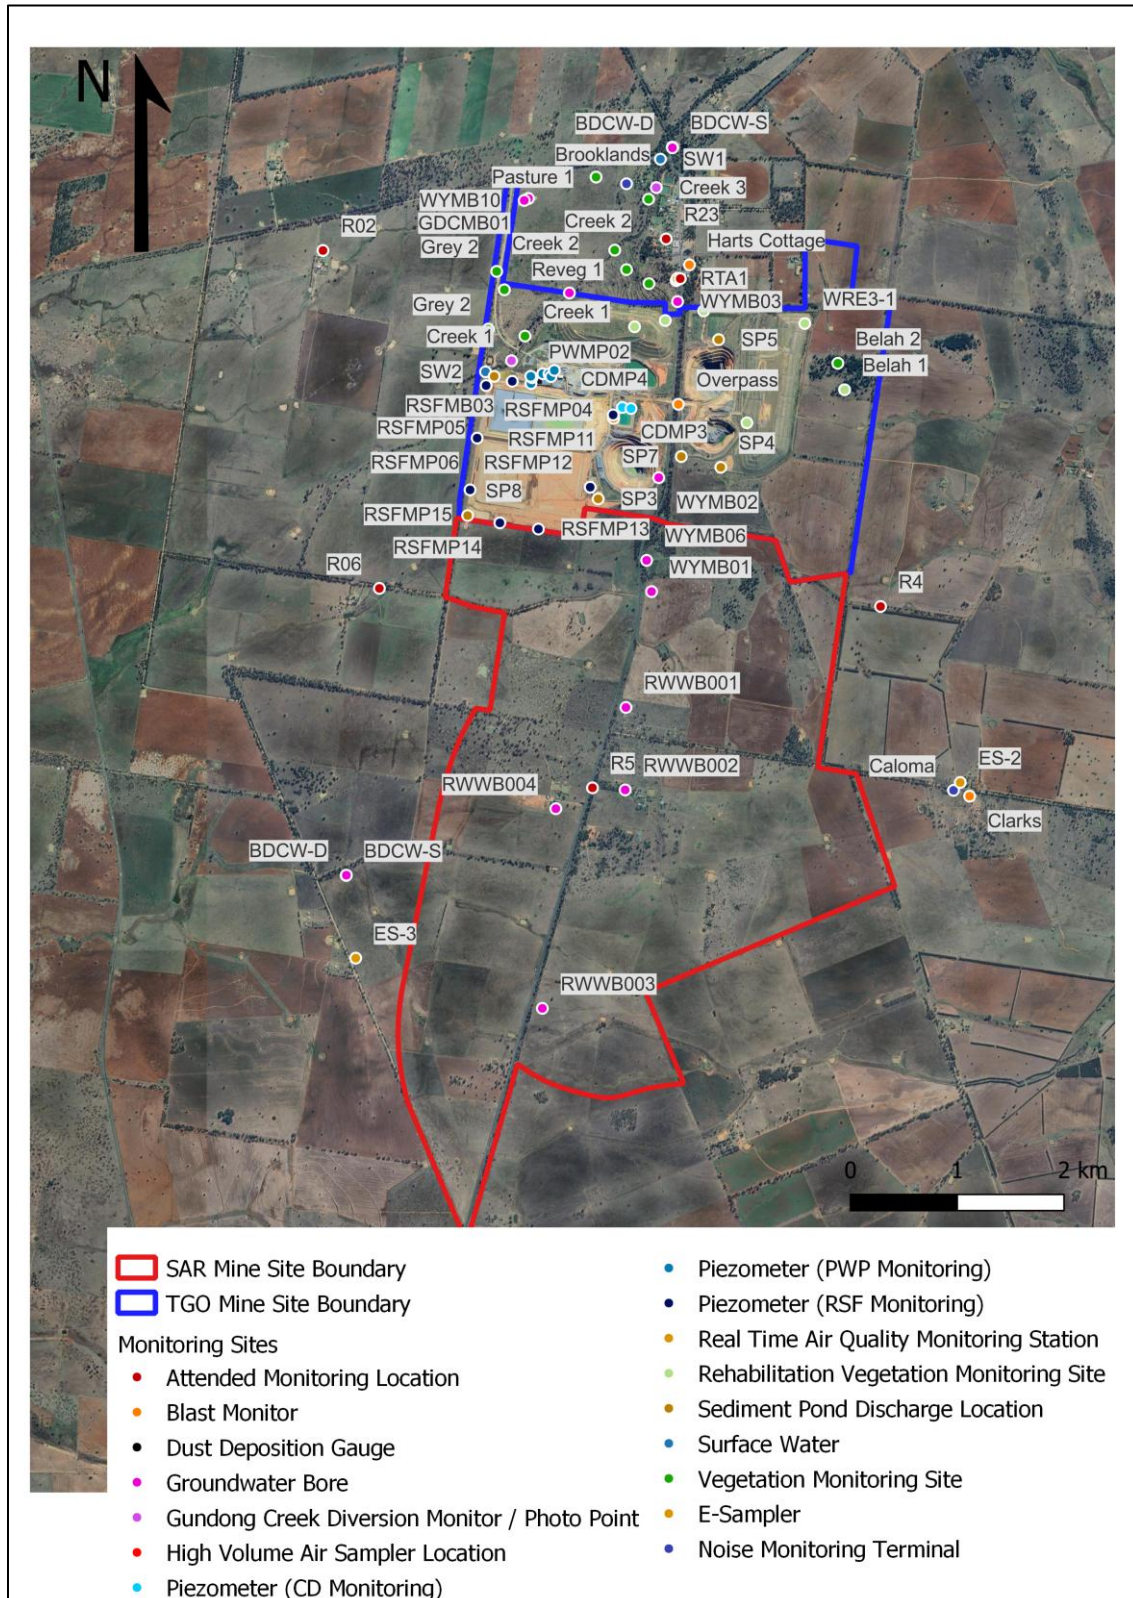 N
BDCW-D
BDCW-S
Brooklands
SW1
Pasture 1
WYMB10
Creek 3
GDCMB01
Creek 2
R23
R02
Grey 2
Creek 2
Harts Cottage
Reveg 1
RTA1
Grey 2
Creek 1
WYMB03
WRE3-1
Creek 1
PWMP02
SP5
Belah 2
SW2
CDMP4
Overpass
Belah 1
RSFMB03
RSFMP04
RSFMP05
RSFMP11
CDMP3
SP4
RSFMP06
RSFMP12
SP7
SP8
SP3
WYMB02
RSFMP15
RSFMP13
WYMB06
RSFMP14
R06
WYMB01
R4
RWWB001
R5
RWWB002
Caloma
ES-2
RWWB004
Clarks
BDCW-D
BDCW-S
ES-3
RWWB003
0 1 2 km
SAR Mine Site Boundary
TGO Mine Site Boundary
Monitoring Sites
Attended Monitoring Location
Blast Monitor
Dust Deposition Gauge
Groundwater Bore
Gundong Creek Diversion Monitor / Photo Point
High Volume Air Sampler Location
Piezometer (CD Monitoring)
Piezometer (PWP Monitoring)
Piezometer (RSF Monitoring)
Real Time Air Quality Monitoring Station
Rehabilitation Vegetation Monitoring Site
Sediment Pond Discharge Location
Surface Water
Vegetation Monitoring Site
E-Sampler
Noise Monitoring Terminal